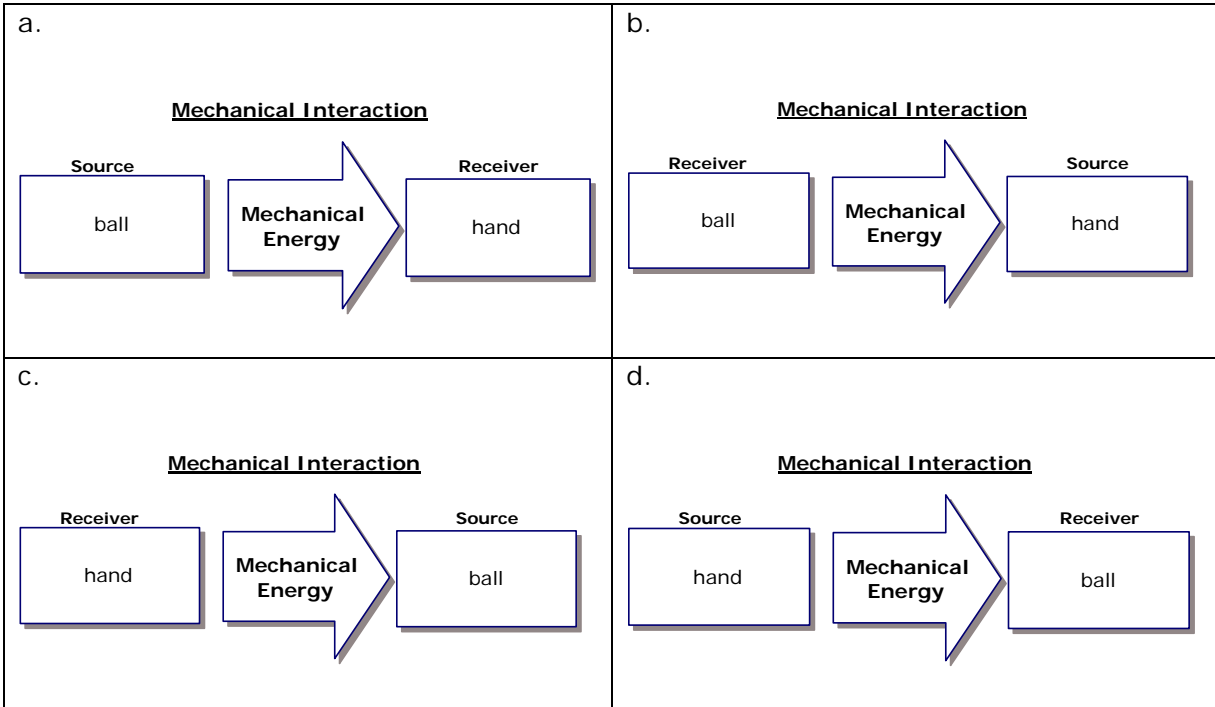 a.
Mechanical Interaction
Source
Receiver
ball
Mechanical
Energy
hand
b.
Mechanical Interaction
Receiver
Source
ball
Mechanical
Energy
hand
c.
Mechanical Interaction
Receiver
Source
hand
Mechanical
Energy
ball
d.
Mechanical Interaction
Source
Receiver
hand
Mechanical
Energy
ball